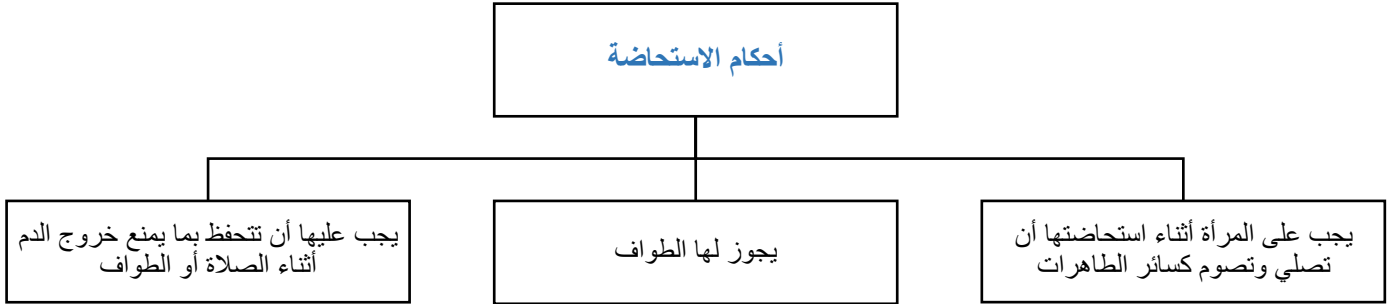 أحكام الاستحاضة
يجب على المرأة أثناء استحاضتها أن
تصلي وتصوم كسائر الطاهرات
يجوز لها الطواف
يجب عليها أن تتحفظ بما يمنع خروج الدم
أثناء الصلاة أو الطواف